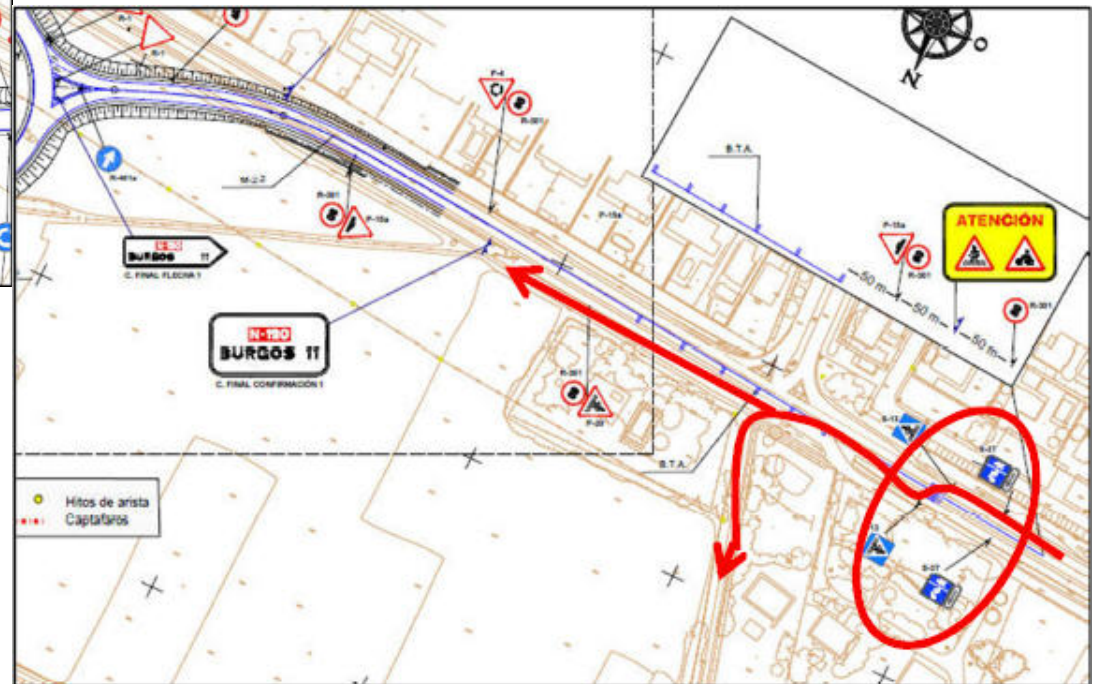 R-1
R-1
P-4
R-301
R-401a
M-2.2
R-301
P-15a
P-15a
B.T.A.
P-15a
R-301
ATENCIÓN
50 m
50 m
50 m
R-301
N-120
BURGOS 11
C. FINAL FLECHA 1
N-120
BURGOS 11
C. FINAL CONFIRMACIÓN 1
R-301
P-20
B.T.A.
S-13
S-17
13
S-17
Hitos de arista
Captafaros
N
O